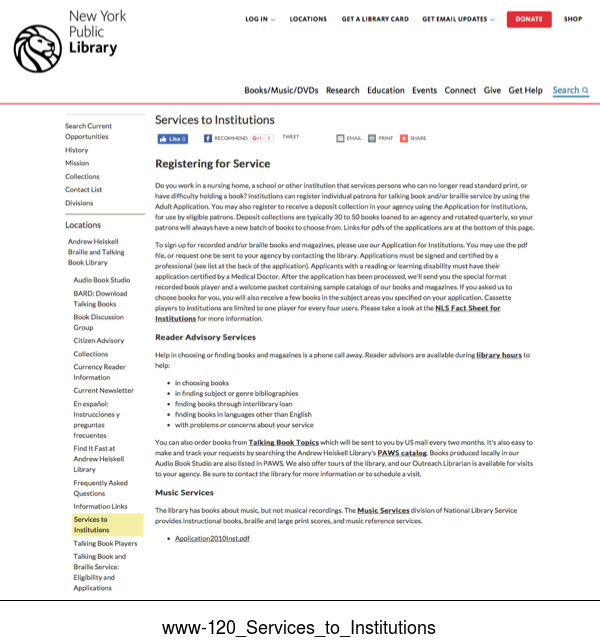 New York
Public
Library
LOG IN
LOCATIONS
GET A LIBRARY CARD
GET EMAIL UPDATES
DONATE
SHOP
Books/Music/DVDs Research Education Events Connect Give Get Help Search
Search Current
Opportunities
History
Mission
Collections
Contact List
Divisions
Locations
Andrew Heiskell
Braille and Talking
Book Library
Audio Book Studio
BARD: Download
Talking Books
Book Discussion
Group
Citizen Advisory
Collections
Currency Reader
Information
Current Newsletter
En español:
Instrucciones y
preguntas
frecuentes
Find It Fast at
Andrew Heiskell
Library
Frequently Asked
Questions
Information Links
Services to
Institutions
Talking Book Players
Talking Book and
Braille Service:
Eligibility and
Applications
Services to Institutions
Like 0
RECOMMEND
G+1 0
TWEET
EMAIL
PRINT
SHARE
Registering for Service
Do you work in a nursing home, a school or other institution that services persons who can no longer read standard print, or
have difficulty holding a book? Institutions can register individual patrons for talking book and/or braille service by using the
Adult Application. You may also register to receive a deposit collection in your agency using the Application for Institutions,
for use by eligible patrons. Deposit collections are typically 30 to 50 books loaned to an agency and rotated quarterly, so your
patrons will always have a new batch of books to choose from. Links for pdfs of the applications are at the bottom of this page.
To sign up for recorded and/or braille books and magazines, please use our Application for Institutions. You may use the pdf
file, or request one be sent to your agency by contacting the library. Applications must be signed and certified by a
professional (see list at the back of the application). Applicants with a reading or learning disability must have their
application certified by a Medical Doctor. After the application has been processed, we'll send you the special format
recorded book player and a welcome packet containing sample catalogs of our books and magazines. If you asked us to
choose books for you, you will also receive a few books in the subject areas you specified on your application. Cassette
players to institutions are limited to one player for every four users. Please take a look at the NLS Fact Sheet for
Institutions for more information.
Reader Advisory Services
Help in choosing or finding books and magazines is a phone call away. Reader advisors are available during library hours to
help:
• in choosing books
• in finding subject or genre bibliographies
• finding books through interlibrary loan
• finding books in languages other than English
• with problems or concerns about your service
You can also order books from Talking Book Topics which will be sent to you by US mail every two months. It's also easy to
make and track your requests by searching the Andrew Heiskell Library's PAWS catalog. Books produced locally in our
Audio Book Studio are also listed in PAWS. We also offer tours of the library, and our Outreach Librarian is available for visits
to your agency. Be sure to contact the library for more information or to schedule a visit.
Music Services
The library has books about music, but not musical recordings. The Music Services division of National Library Service
provides instructional books, braille and large print scores, and music reference services.
• Application2010Inst.pdf
www-120_Services_to_Institutions